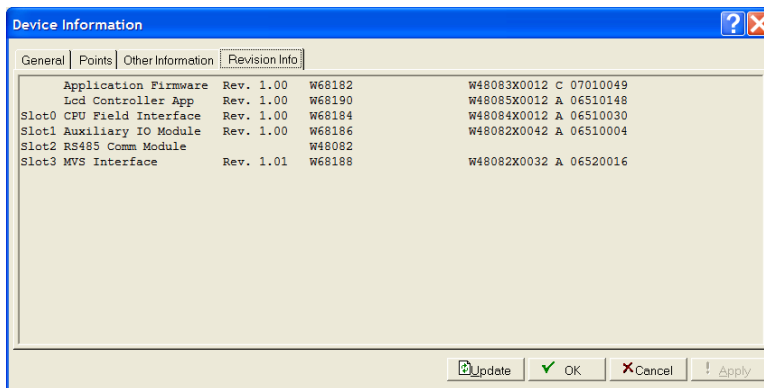 Device Information
General Points Other Information Revision Info
Application Firmware Rev. 1.00 W68182 W48083X0012 C 07010049
Lcd Controller App Rev. 1.00 W68190 W48085X0012 A 06510148
Slot0 CPU Field Interface Rev. 1.00 W68184 W48084X0012 A 06510030
Slot1 Auxiliary IO Module Rev. 1.00 W68186 W48082X0042 A 06510004
Slot2 RS485 Comm Module W48082
Slot3 MVS Interface Rev. 1.01 W68188 W48082X0032 A 06520016
Update OK Cancel ! Apply